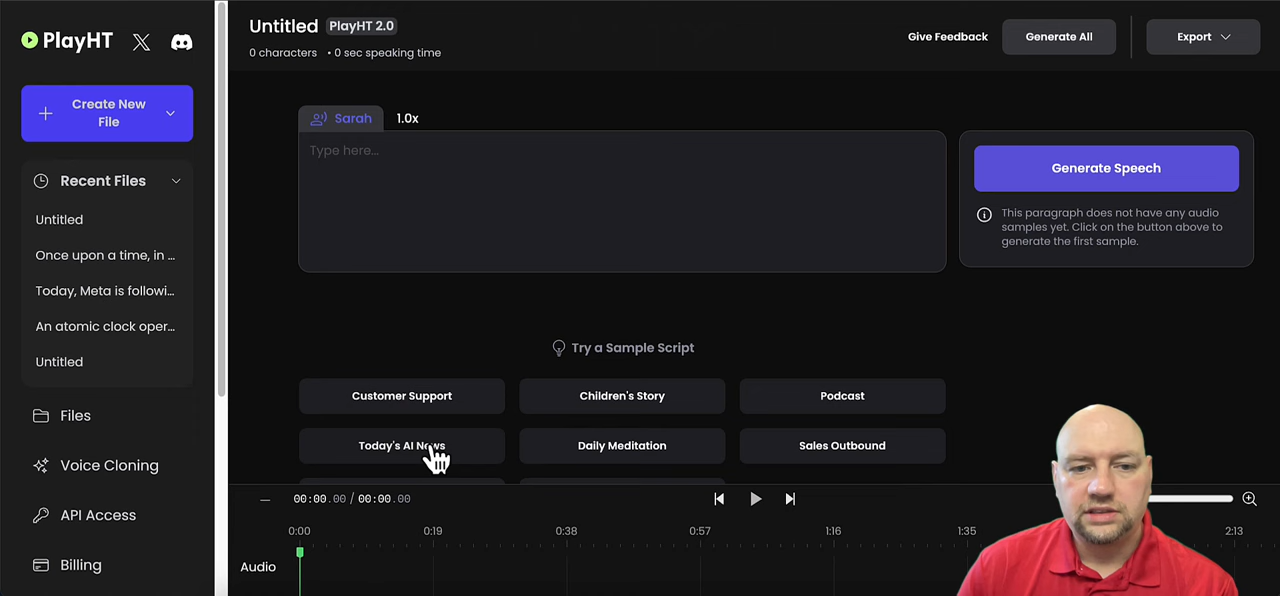 PlayHT
Create New
File
Recent Files
Untitled
Once upon a time, in ...
Today, Meta is followi...
An atomic clock oper...
Untitled
Files
Voice Cloning
API Access
Billing
Untitled PlayHT 2.0
0 characters • 0 sec speaking time
Give Feedback
Generate All
Export
Sarah 1.0x
Type here...
Generate Speech
This paragraph does not have any audio
samples yet. Click on the button above to
generate the first sample.
Try a Sample Script
Customer Support
Children's Story
Podcast
Today's AI News
Daily Meditation
Sales Outbound
00:00.00 / 00:00.00
0:00 0:19 0:38 0:57 1:16 1:35 2:13
Audio